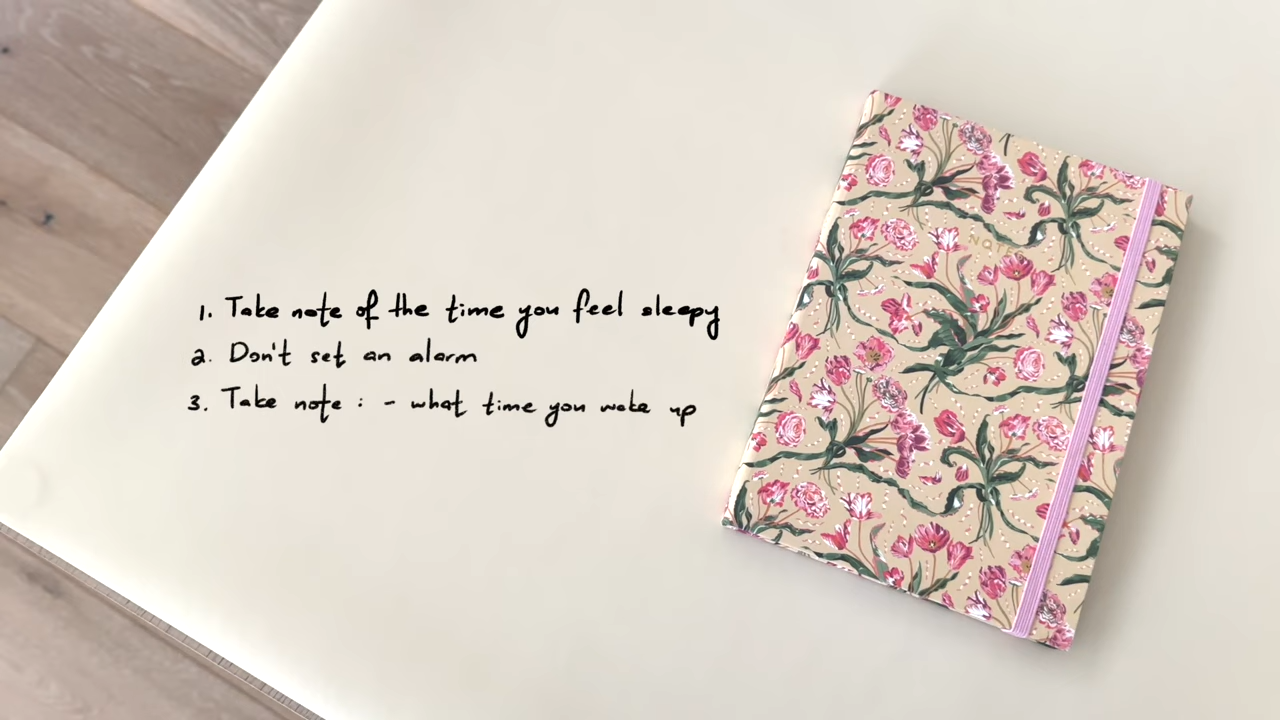 1. Take note of the time you feel sleepy
2. Don't set an alarm
3. Take note : - what time you woke up